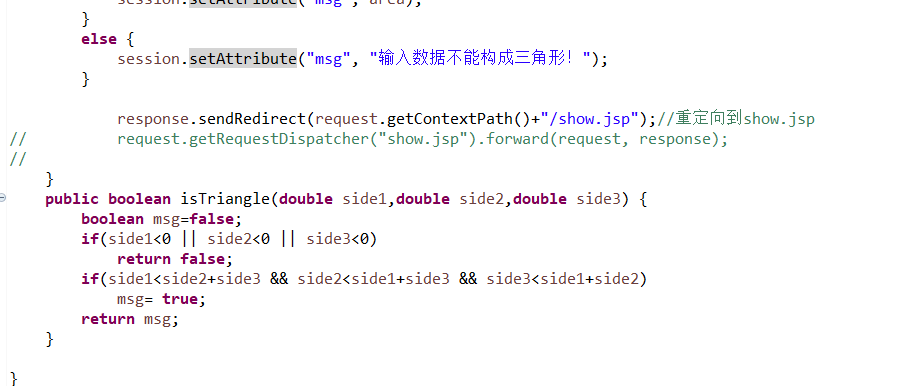 session.setAttribute("msg", area);
}
else {
session.setAttribute("msg", "输入数据不能构成三角形！");
}
response.sendRedirect(request.getContextPath()+"/show.jsp");//重定向到show.jsp
// request.getRequestDispatcher("show.jsp").forward(request, response);
//
}
public boolean isTriangle(double side1,double side2,double side3) {
boolean msg=false;
if(side1<0 || side2<0 || side3<0)
return false;
if(side1<side2+side3 && side2<side1+side3 && side3<side1+side2)
msg= true;
return msg;
}
}